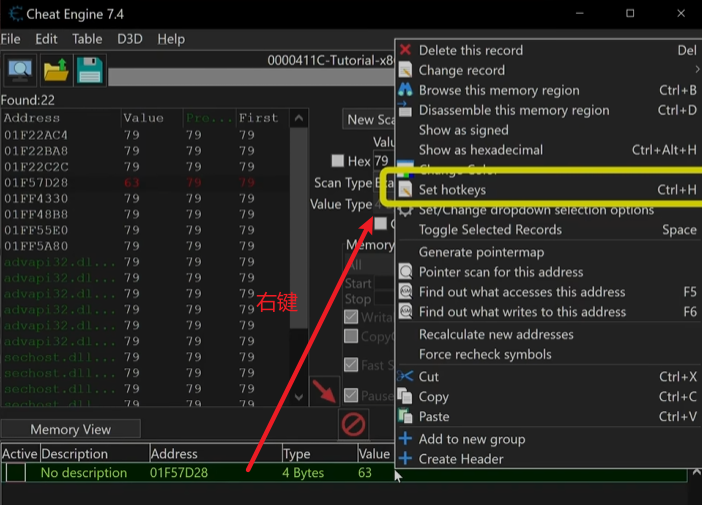 Cheat Engine 7.4
File Edit Table D3D Help
0000411C-Tutorial-x8
Found:22
Address Value Pre... First
01F22AC4 79 79 79
01F22BA8 79 79 79
01F22C2C 79 79 79
01F57D28 63 79 79
01FF4330 79 79 79
01FF48B8 79 79 79
01FF55E0 79 79 79
01FF5A80 79 79 79
advapi32.dl... 79 79 79
advapi32.dl... 79 79 79
advapi32.dl... 79 79 79
advapi32.dl... 79 79 79
advapi32.dl... 79 79 79
sechost.dll... 79 79 79
sechost.dll... 79 79 79
sechost.dll... 79 79 79
New Sca
Valu
Hex 79
Scan Type Exa
Value Type 4
Memory
All
Start
Stop
Writa
CopyO
Fast S
Pause
右键
Delete this record Del
Change record
Browse this memory region Ctrl+B
Disassemble this memory region Ctrl+D
Show as signed
Show as hexadecimal Ctrl+Alt+H
Change Color
Set hotkeys Ctrl+H
Set/Change dropdown selection options
Toggle Selected Records Space
Generate pointermap
Pointer scan for this address
Find out what accesses this address F5
Find out what writes to this address F6
Recalculate new addresses
Force recheck symbols
Cut Ctrl+X
Copy Ctrl+C
Paste Ctrl+V
Add to new group
Create Header
Memory View
Active Description Address Type Value
No description 01F57D28 4 Bytes 63